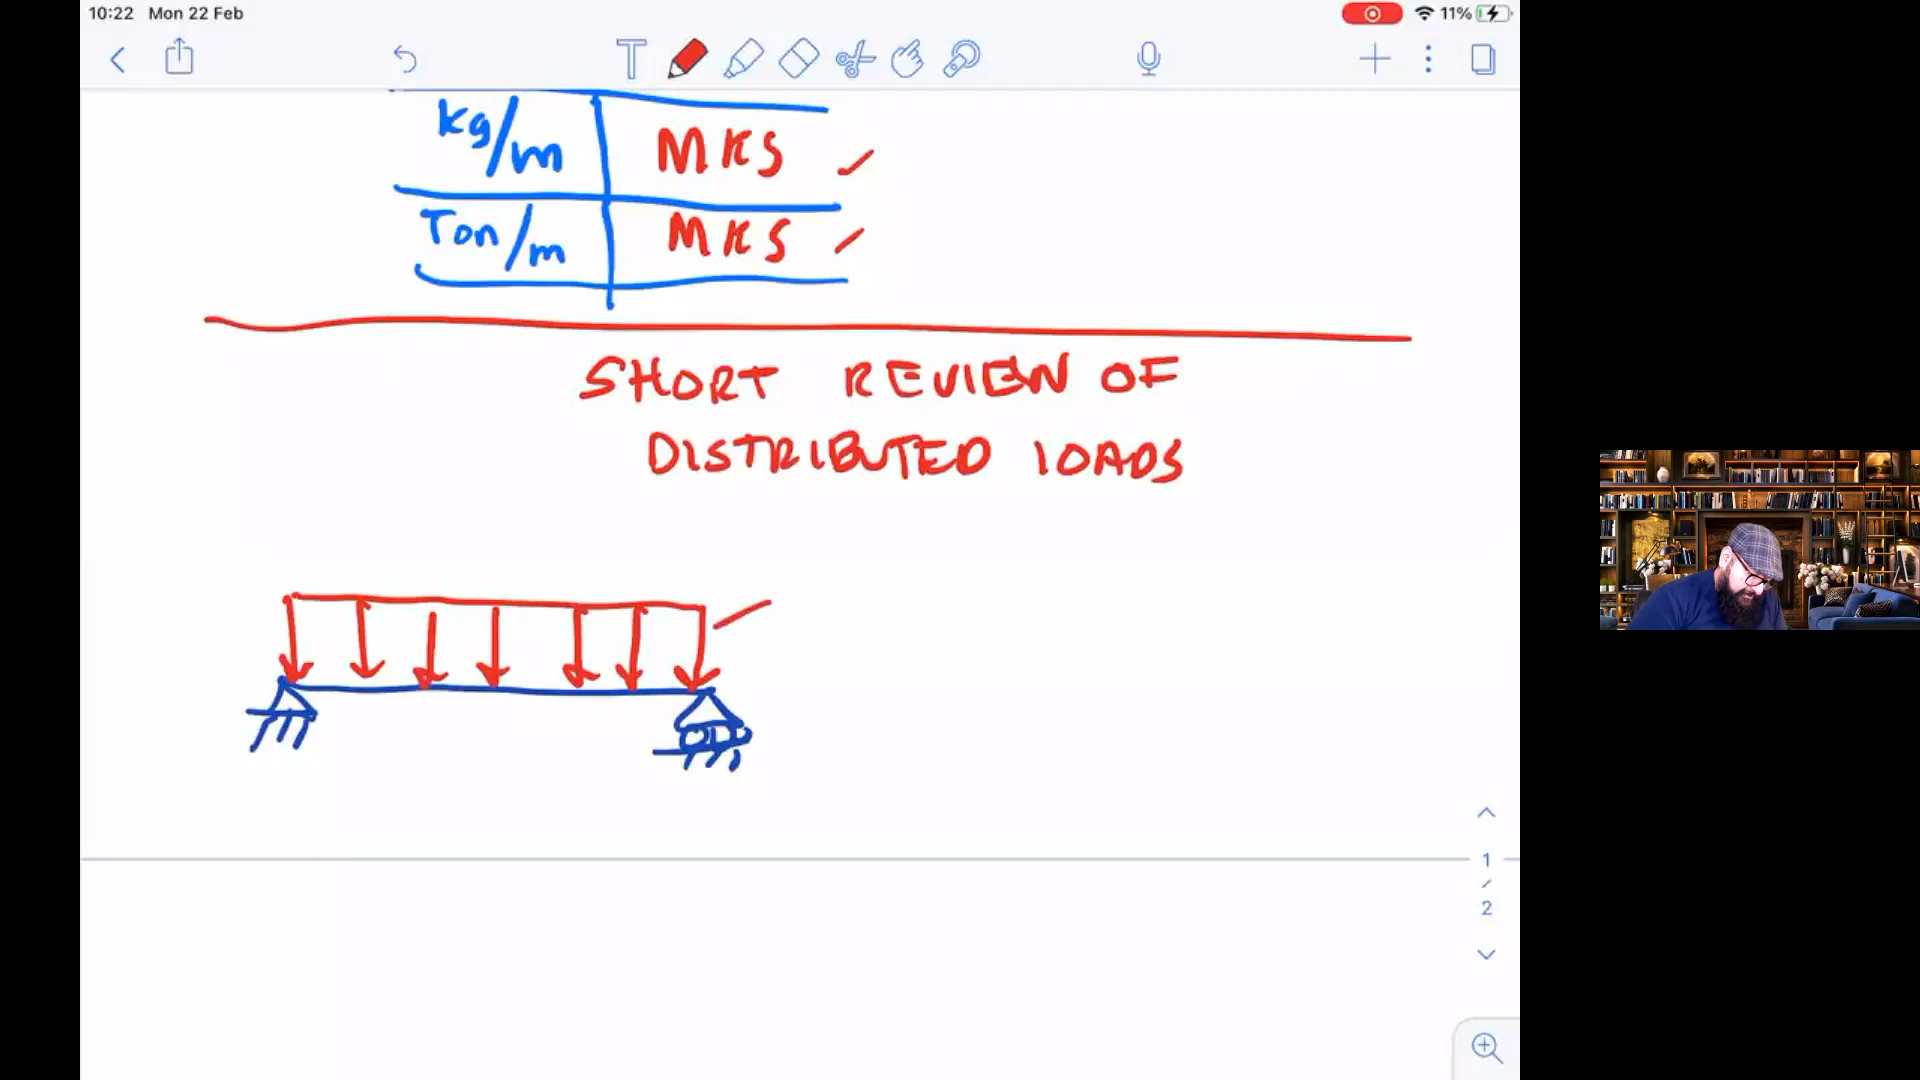 10:22 Mon 22 Feb
11%
T
Kg/m MKS
Ton/m MKS
SHORT REVIEW OF
DISTRIBUTED LOADS
1
/
2